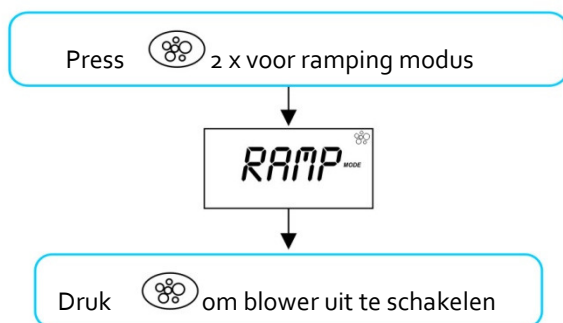 Press 2 x voor ramping modus
RAMP MODE
Druk om blower uit te schakelen